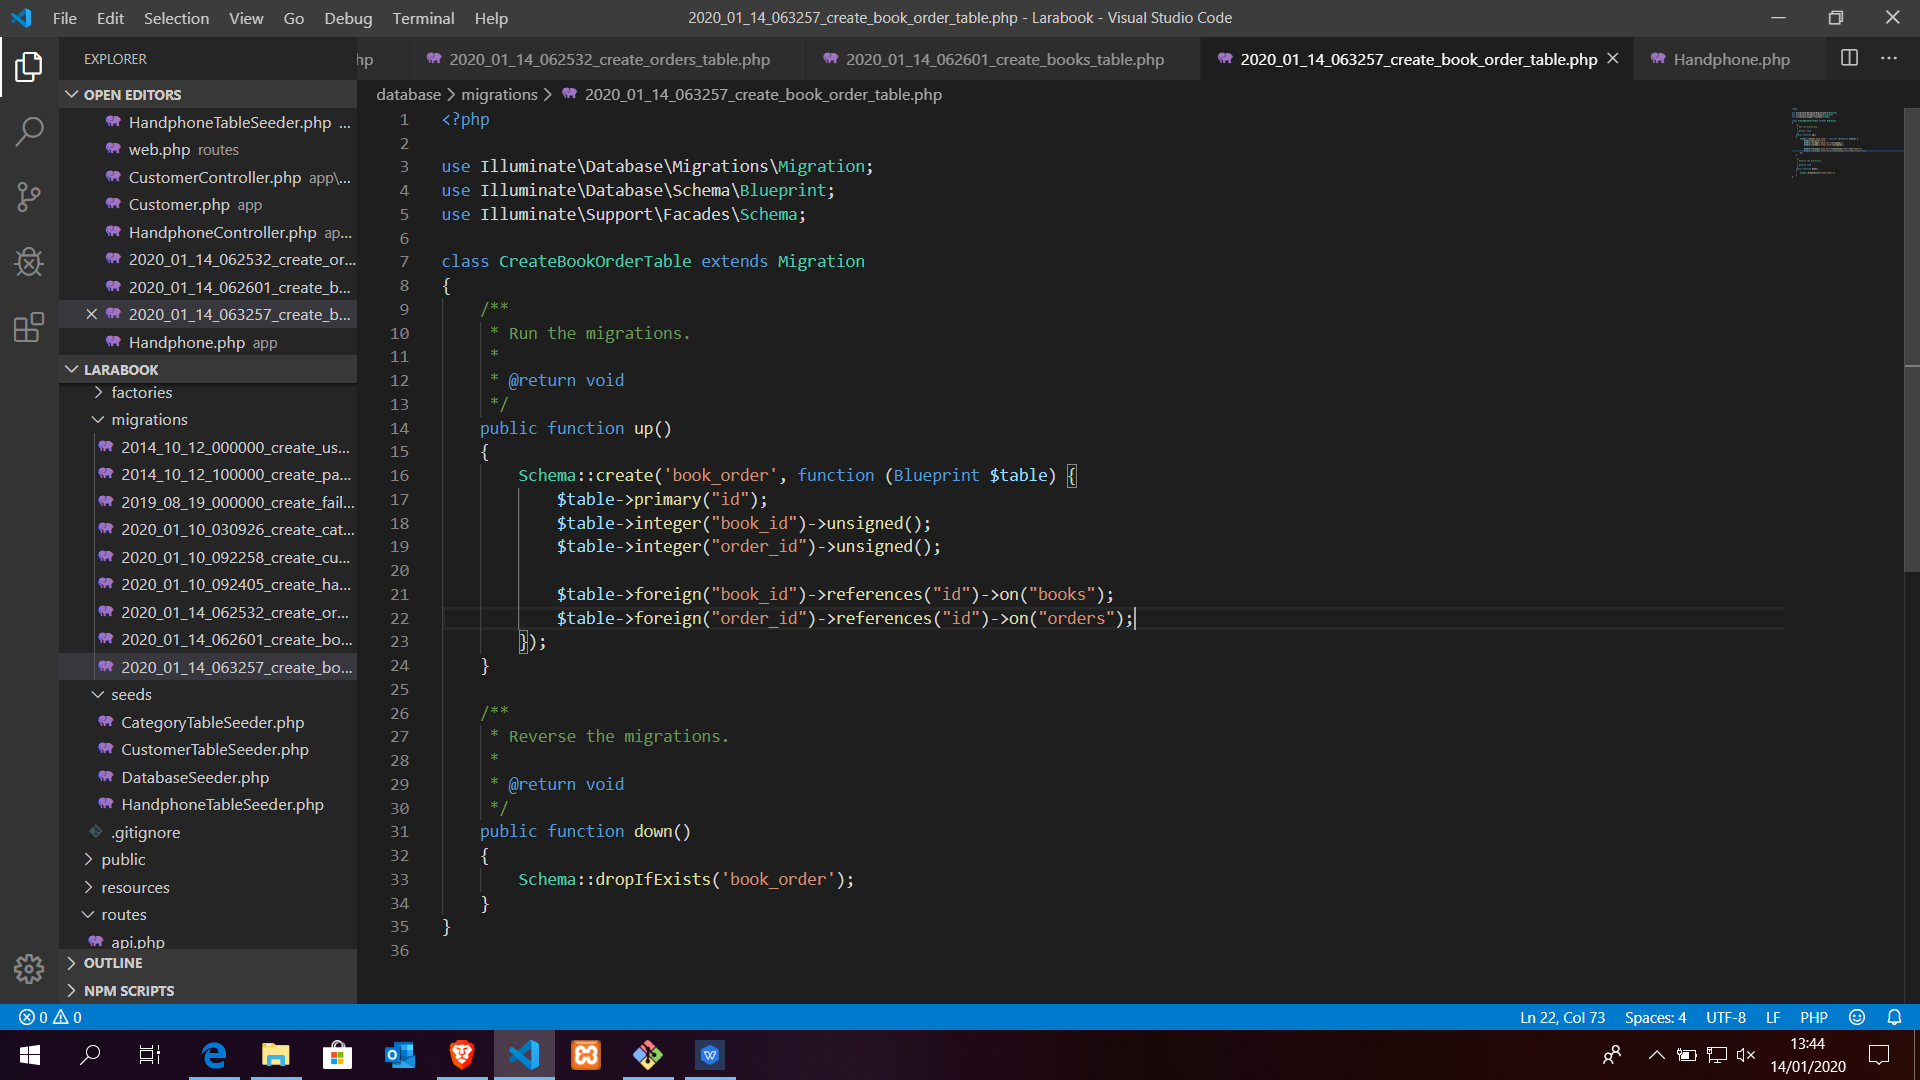 File Edit Selection View Go Debug Terminal Help
2020_01_14_063257_create_book_order_table.php - Larabook - Visual Studio Code
EXPLORER
hp
2020_01_14_062532_create_orders_table.php
2020_01_14_062601_create_books_table.php
2020_01_14_063257_create_book_order_table.php
Handphone.php
OPEN EDITORS
HandphoneTableSeeder.php ...
web.php routes
CustomerController.php app\...
Customer.php app
HandphoneController.php ap...
2020_01_14_062532_create_or...
2020_01_14_062601_create_b...
2020_01_14_063257_create_b...
Handphone.php app
LARABOOK
factories
migrations
2014_10_12_000000_create_us...
2014_10_12_100000_create_pa...
2019_08_19_000000_create_fail...
2020_01_10_030926_create_cat...
2020_01_10_092258_create_cu...
2020_01_10_092405_create_ha...
2020_01_14_062532_create_or...
2020_01_14_062601_create_bo...
2020_01_14_063257_create_bo...
seeds
CategoryTableSeeder.php
CustomerTableSeeder.php
DatabaseSeeder.php
HandphoneTableSeeder.php
.gitignore
public
resources
routes
api.php
OUTLINE
NPM SCRIPTS
database > migrations > 2020_01_14_063257_create_book_order_table.php
1 <?php
2
3 use Illuminate\Database\Migrations\Migration;
4 use Illuminate\Database\Schema\Blueprint;
5 use Illuminate\Support\Facades\Schema;
6
7 class CreateBookOrderTable extends Migration
8 {
9     /**
10      * Run the migrations.
11      *
12      * @return void
13      */
14     public function up()
15     {
16         Schema::create('book_order', function (Blueprint $table) {
17             $table->primary("id");
18             $table->integer("book_id")->unsigned();
19             $table->integer("order_id")->unsigned();
20
21             $table->foreign("book_id")->references("id")->on("books");
22             $table->foreign("order_id")->references("id")->on("orders");
23         });
24     }
25
26     /**
27      * Reverse the migrations.
28      *
29      * @return void
30      */
31     public function down()
32     {
33         Schema::dropIfExists('book_order');
34     }
35 }
36
0 0
Ln 22, Col 73 Spaces: 4 UTF-8 LF PHP
13:44
14/01/2020